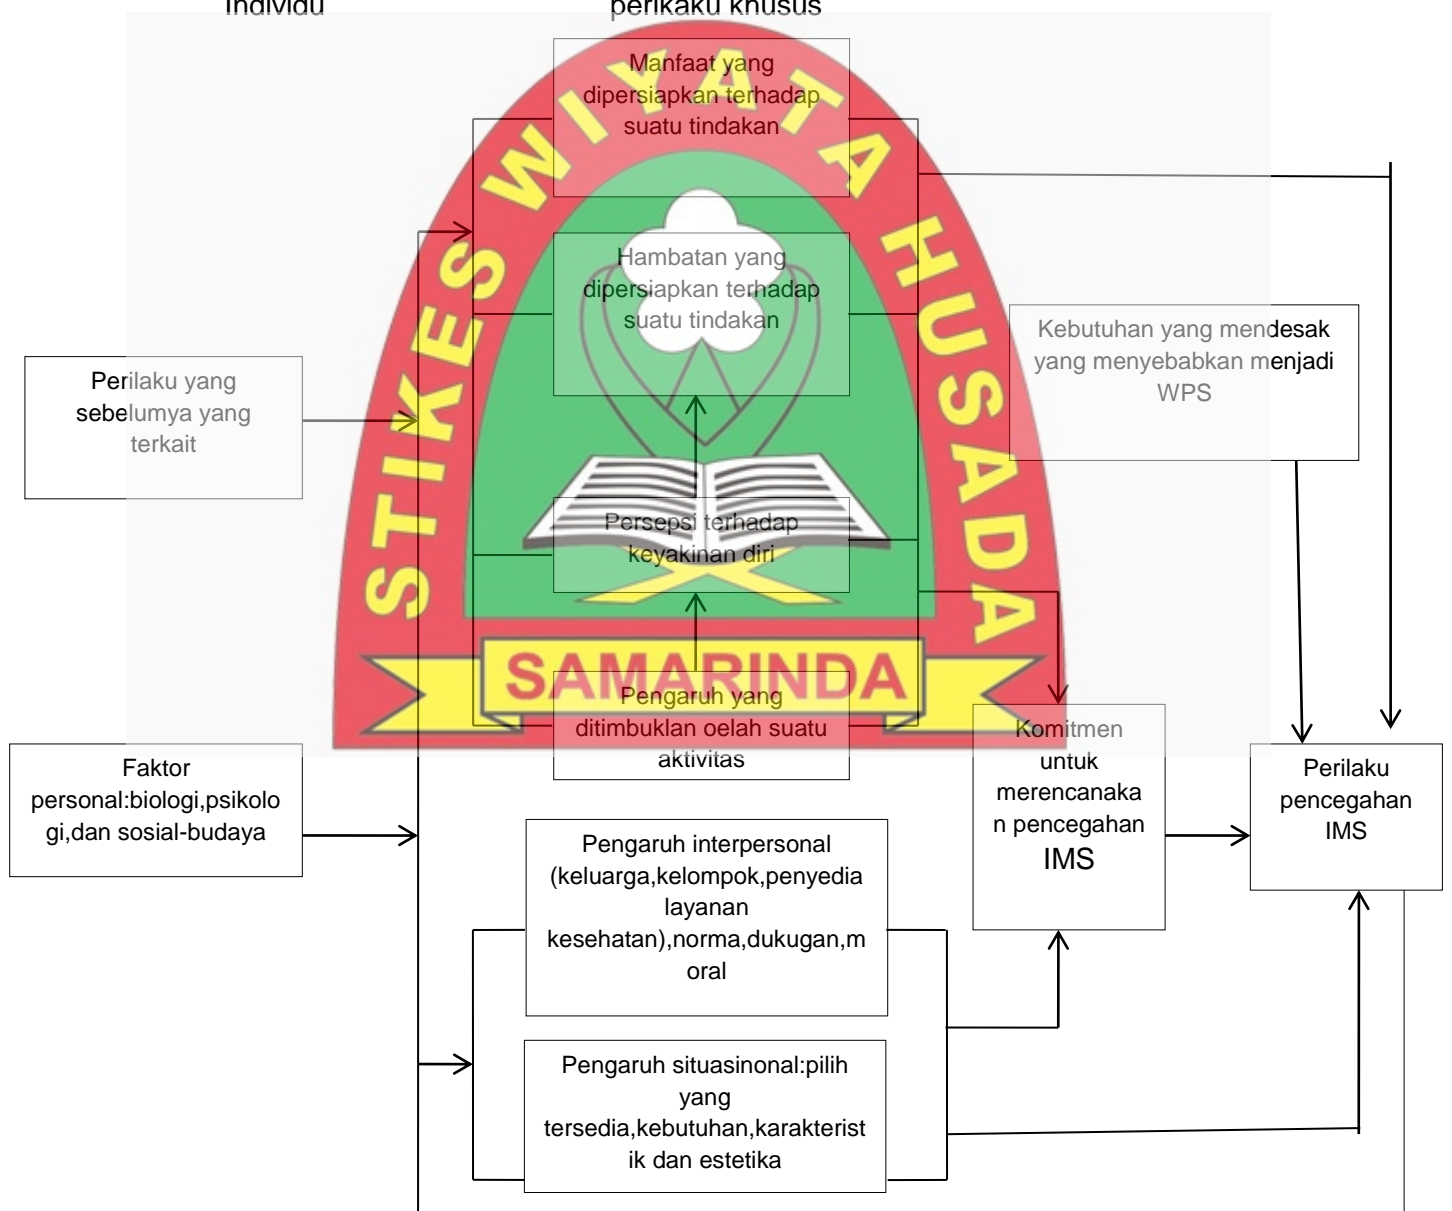 Individu
perikaku khusus
Manfaat yang
dipersiapkan terhadap
suatu tindakan
Hambatan yang
dipersiapkan terhadap
suatu tindakan
Kebutuhan yang mendesak
yang menyebabkan menjadi
WPS
Perilaku yang
sebelumya yang
terkait
Persepsi terhadap
keyakinan diri
STIKES WIYATA HUSADA
SAMARINDA
Pengaruh yang
ditimbuklan oelah suatu
aktivitas
Komitmen
untuk
merencanaka
n pencegahan
IMS
Perilaku
pencegahan
IMS
Faktor
personal:biologi,psikolo
gi,dan sosial-budaya
Pengaruh interpersonal
(keluarga,kelompok,penyedia
layanan
kesehatan),norma,dukugan,m
oral
Pengaruh situasinonal:pilih
yang
tersedia,kebutuhan,karakterist
ik dan estetika